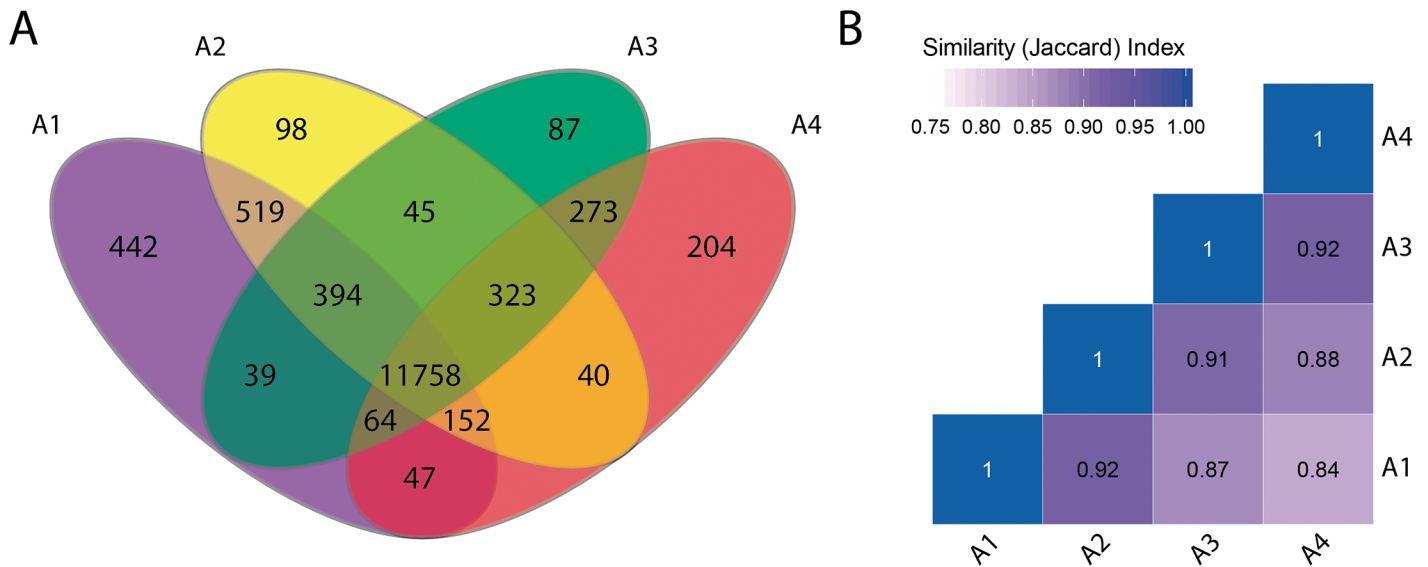 A
A1
A2
A3
A4
98
87
519
45
273
442
204
394
323
39
11758
40
64
152
47
B
Similarity (Jaccard) Index
0.75 0.80 0.85 0.90 0.95 1.00
1 A4
1 0.92 A3
1 0.91 0.88 A2
1 0.92 0.87 0.84 A1
A1 A2 A3 A4